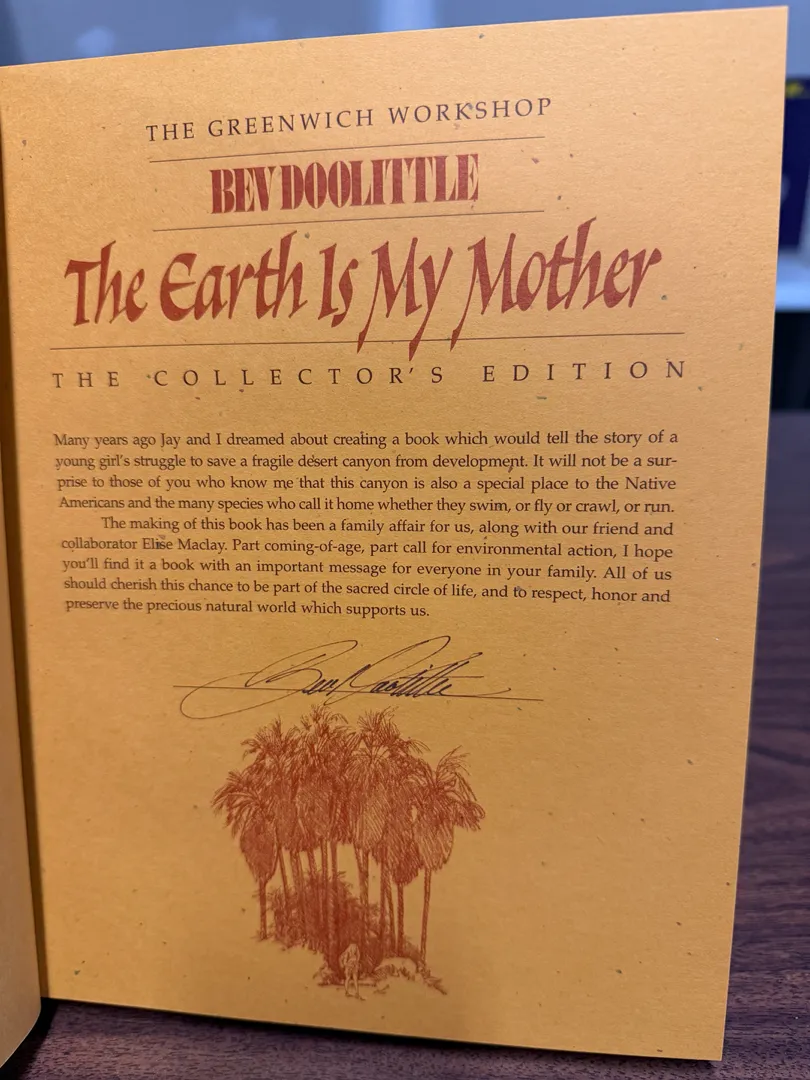 THE GREENWICH WORKSHOP
BEV DOOLITTLE
The Earth Is My Mother
THE COLLECTOR'S EDITION
Many years ago Jay and I dreamed about creating a book which would tell the story of a
young girl's struggle to save a fragile desert canyon from development. It will not be a sur-
prise to those of you who know me that this canyon is also a special place to the Native
Americans and the many species who call it home whether they swim, or fly or crawl, or run.
The making of this book has been a family affair for us, along with our friend and
collaborator Elise Maclay. Part coming-of-age, part call for environmental action, I hope
you'll find it a book with an important message for everyone in your family. All of us
should cherish this chance to be part of the sacred circle of life, and to respect, honor and
preserve the precious natural world which supports us.
Bev Doolittle